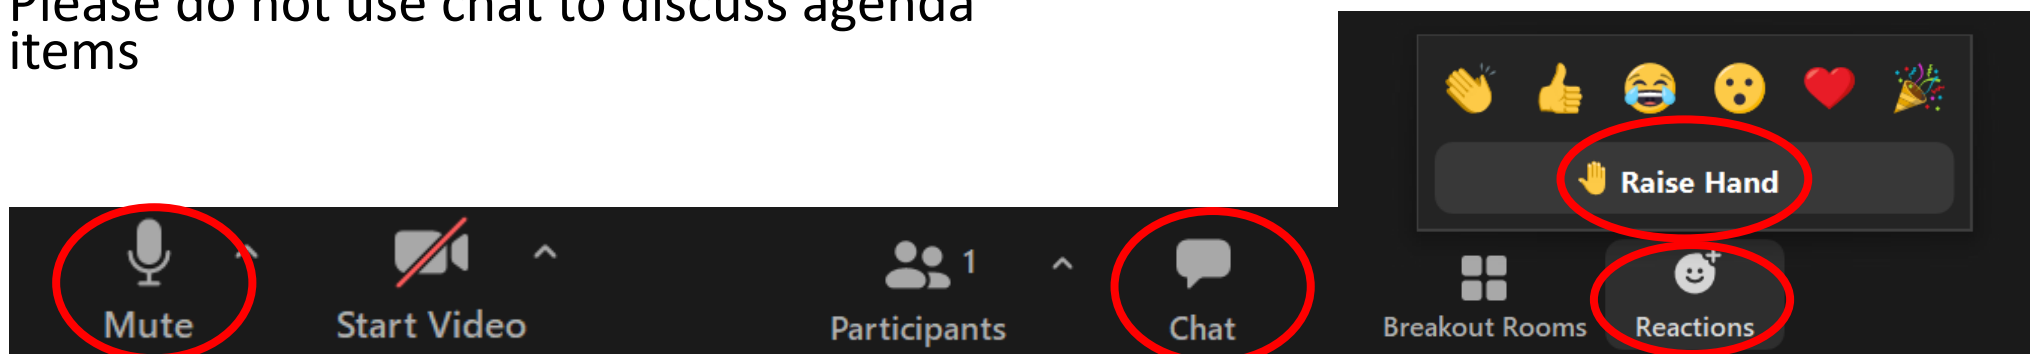 Please do not use chat to discuss agenda
items
Raise Hand
1
Mute
Start Video
Participants
Chat
Breakout Rooms
Reactions